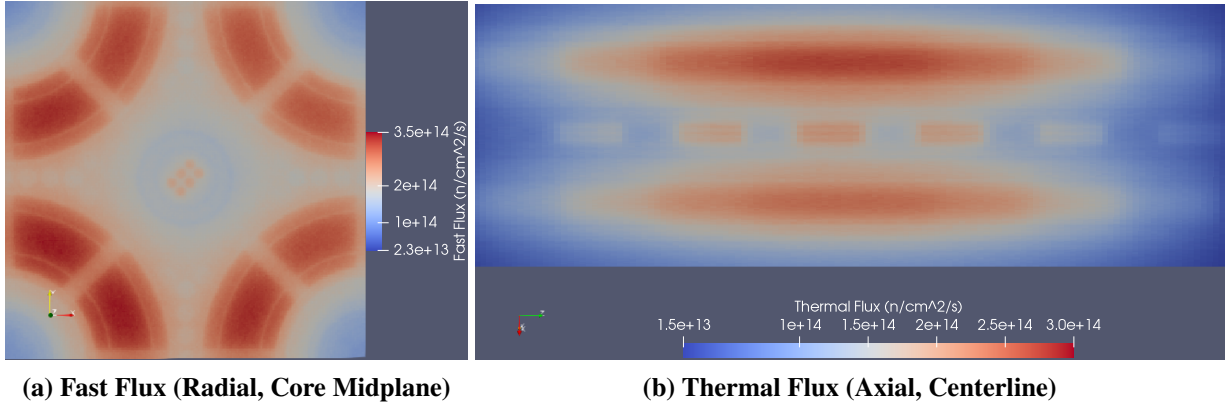 3.5e+14
2e+14
1e+14
2.3e+13
Fast Flux (n/cm^2/s)
Thermal Flux (n/cm^2/s)
1.5e+13 1e+14 1.5e+14 2e+14 2.5e+14 3.0e+14
(a) Fast Flux (Radial, Core Midplane)
(b) Thermal Flux (Axial, Centerline)